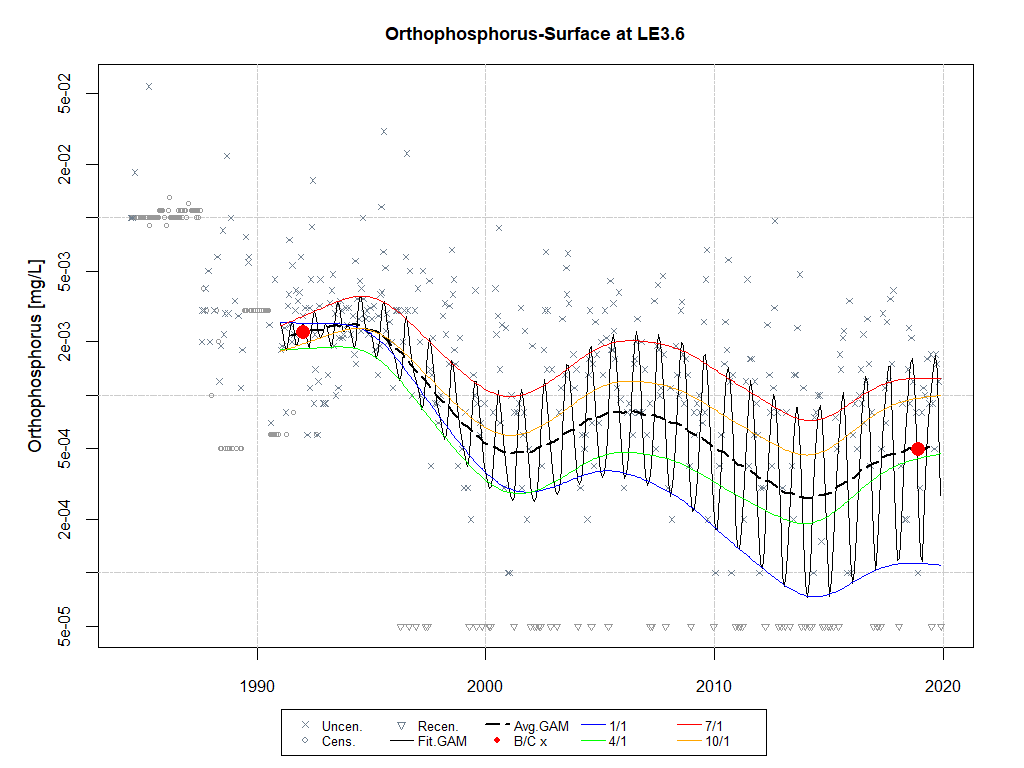 Orthophosphorus-Surface at LE3.6
Orthophosphorus [mg/L]
5e-02
2e-02
5e-03
2e-03
5e-04
2e-04
5e-05
1990 2000 2010 2020
Uncen. Recen. Avg.GAM 1/1 7/1
Cens. Fit.GAM B/C x 4/1 10/1